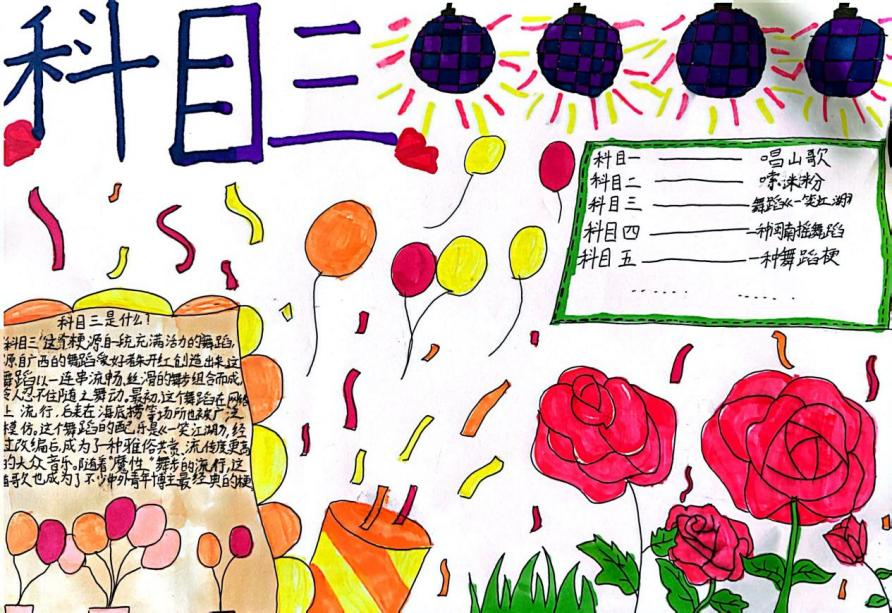 科目三
科目一 唱山歌
科目二 嗦米粉
科目三 舞蹈《一笑江湖》
科目四 一种闽南摇舞蹈
科目五 一种舞蹈梗
...... ......
科目三是什么?
科目三"这个梗,源自一段充满活力的舞蹈,
源自广西的舞蹈爱好者
舞蹈以一连串流畅、丝滑的舞步组合而成,
令人忍不住随之舞动。最初,这个舞蹈在网络
上流行,后来在海底捞等场所也被广泛
模仿。这个舞蹈的配乐是《一笑江湖》,经
过改编后,成为了一种雅俗共赏、流传度更高
的大众音乐。随着"魔性"舞步的流行,这
首歌也成为了不少中外青年博主最经典的梗